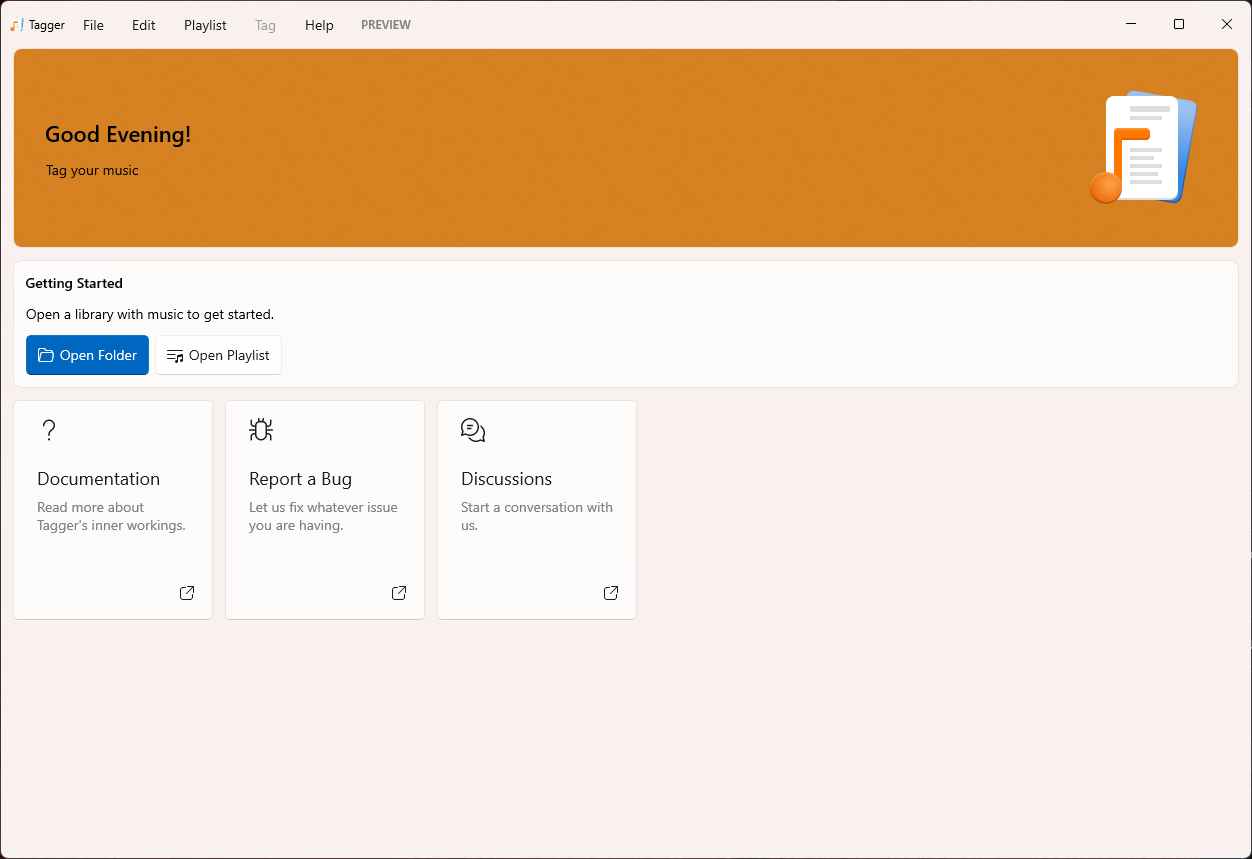 Tagger File Edit Playlist Tag Help PREVIEW
Good Evening!
Tag your music
Getting Started
Open a library with music to get started.
Open Folder Open Playlist
Documentation
Read more about
Tagger's inner workings.
Report a Bug
Let us fix whatever issue
you are having.
Discussions
Start a conversation with
us.